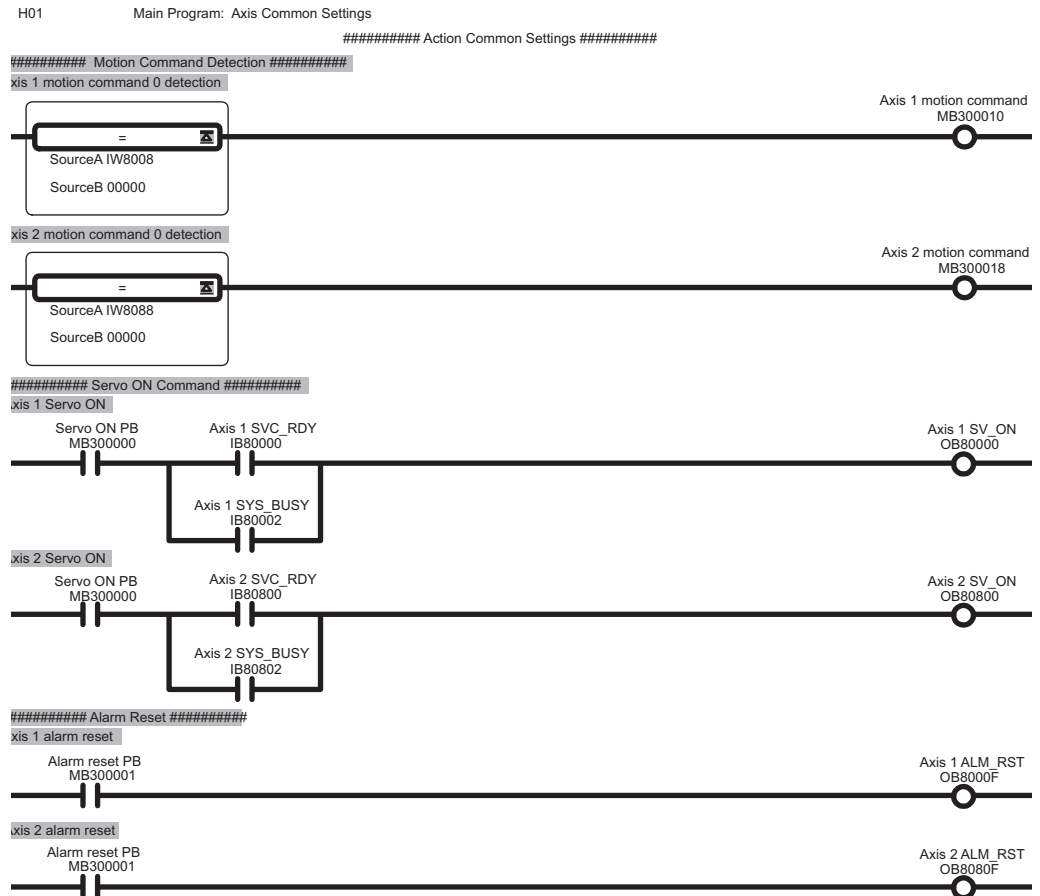 H01 Main Program: Axis Common Settings
########## Action Common Settings ##########
########## Motion Command Detection ##########
xis 1 motion command 0 detection
Axis 1 motion command
MB300010
=
SourceA IW8008
SourceB 00000
xis 2 motion command 0 detection
Axis 2 motion command
MB300018
=
SourceA IW8088
SourceB 00000
########## Servo ON Command ##########
xis 1 Servo ON
Servo ON PB
MB300000
Axis 1 SVC_RDY
IB80000
Axis 1 SV_ON
OB80000
Axis 1 SYS_BUSY
IB80002
xis 2 Servo ON
Servo ON PB
MB300000
Axis 2 SVC_RDY
IB80800
Axis 2 SV_ON
OB80800
Axis 2 SYS_BUSY
IB80802
########## Alarm Reset ##########
xis 1 alarm reset
Alarm reset PB
MB300001
Axis 1 ALM_RST
OB8000F
xis 2 alarm reset
Alarm reset PB
MB300001
Axis 2 ALM_RST
OB8080F